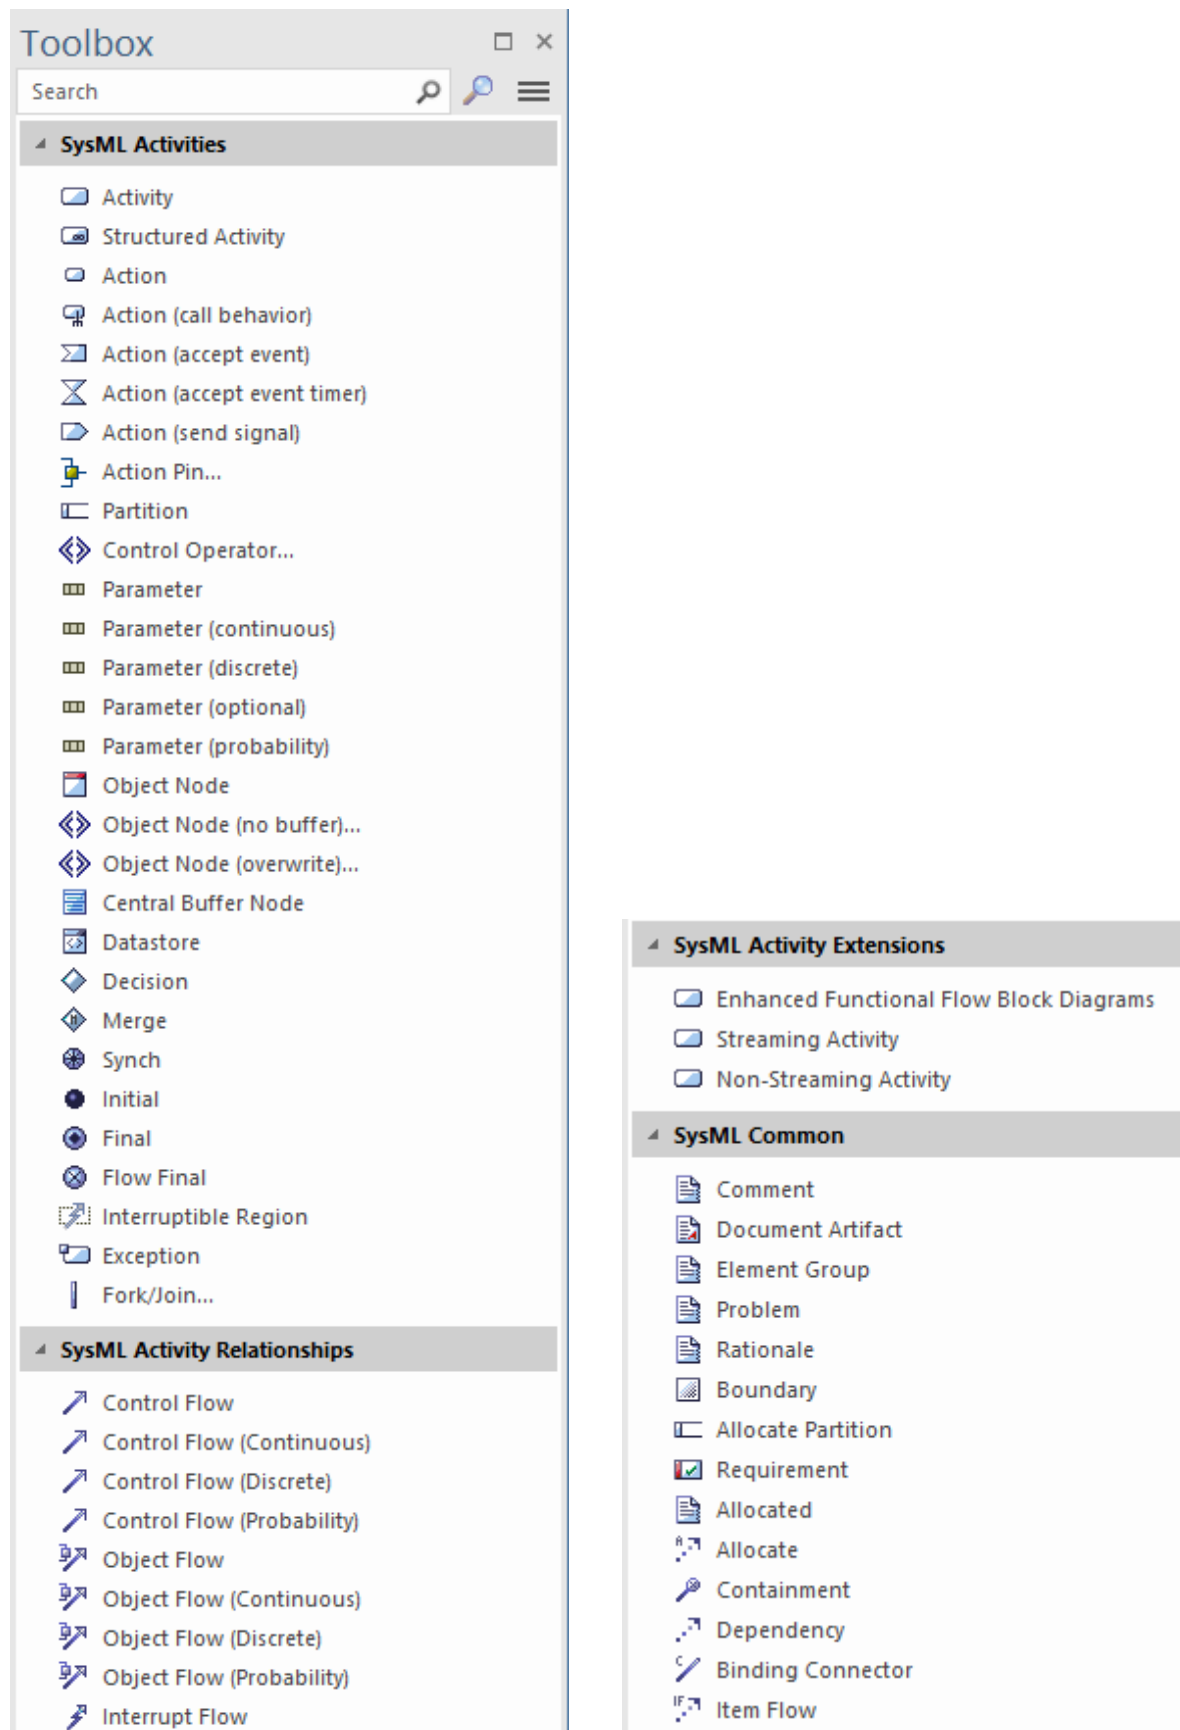 Toolbox
Search
SysML Activities
Activity
Structured Activity
Action
Action (call behavior)
Action (accept event)
Action (accept event timer)
Action (send signal)
Action Pin...
Partition
Control Operator...
Parameter
Parameter (continuous)
Parameter (discrete)
Parameter (optional)
Parameter (probability)
Object Node
Object Node (no buffer)...
Object Node (overwrite)...
Central Buffer Node
Datastore
Decision
Merge
Synch
Initial
Final
Flow Final
Interruptible Region
Exception
Fork/Join...
SysML Activity Relationships
Control Flow
Control Flow (Continuous)
Control Flow (Discrete)
Control Flow (Probability)
Object Flow
Object Flow (Continuous)
Object Flow (Discrete)
Object Flow (Probability)
Interrupt Flow
SysML Activity Extensions
Enhanced Functional Flow Block Diagrams
Streaming Activity
Non-Streaming Activity
SysML Common
Comment
Document Artifact
Element Group
Problem
Rationale
Boundary
Allocate Partition
Requirement
Allocated
Allocate
Containment
Dependency
Binding Connector
Item Flow